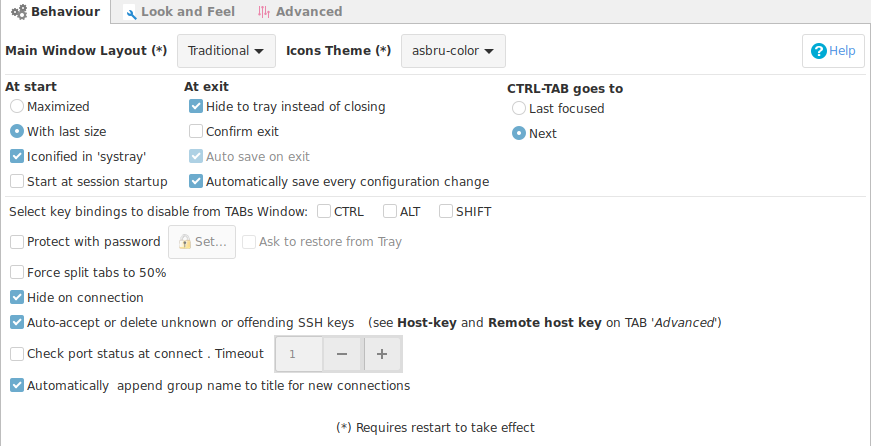 Behaviour Look and Feel Advanced
Main Window Layout (*) Traditional Icons Theme (*) asbru-color Help
At start At exit CTRL-TAB goes to
Maximized Hide to tray instead of closing Last focused
With last size Confirm exit Next
Iconified in 'systray' Auto save on exit
Start at session startup Automatically save every configuration change
Select key bindings to disable from TABs Window: CTRL ALT SHIFT
Protect with password Set... Ask to restore from Tray
Force split tabs to 50%
Hide on connection
Auto-accept or delete unknown or offending SSH keys (see Host-key and Remote host key on TAB 'Advanced')
Check port status at connect . Timeout 1 − +
Automatically append group name to title for new connections
(*) Requires restart to take effect